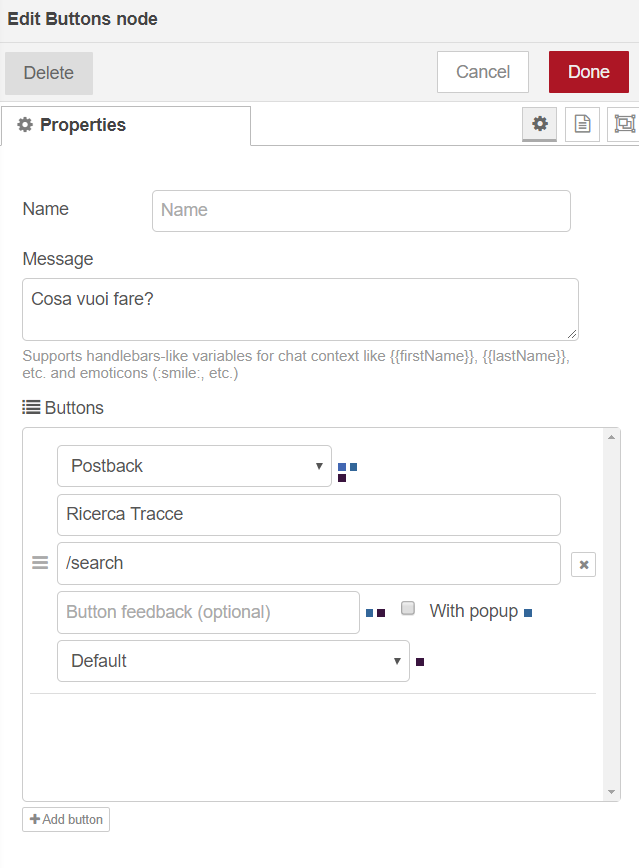 Edit Buttons node
Delete
Cancel
Done
Properties
Name
Name
Message
Cosa vuoi fare?
Supports handlebars-like variables for chat context like {{firstName}}, {{lastName}},
etc. and emoticons (:smile:, etc.)
Buttons
Postback
Ricerca Tracce
/search
Button feedback (optional)
With popup
Default
Add button